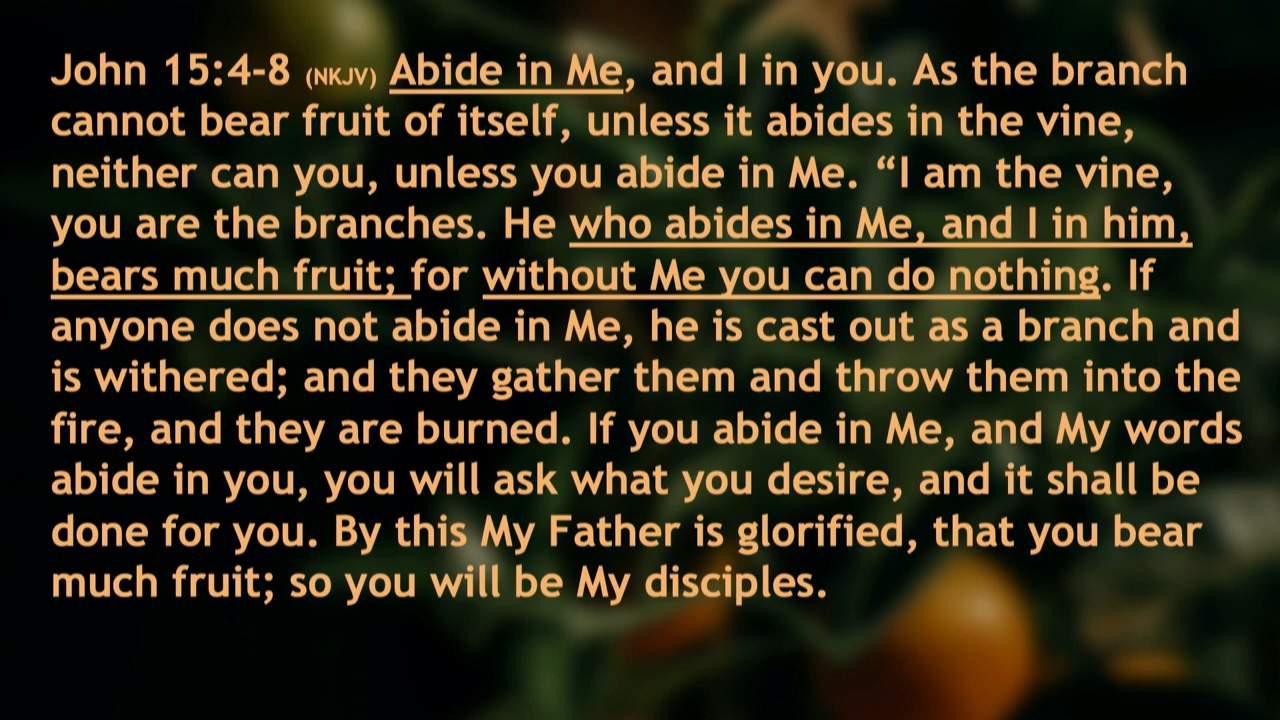 John 15:4-8 (NKJV) Abide in Me, and I in you. As the branch
cannot bear fruit of itself, unless it abides in the vine,
neither can you, unless you abide in Me. “I am the vine,
you are the branches. He who abides in Me, and I in him,
bears much fruit; for without Me you can do nothing. If
anyone does not abide in Me, he is cast out as a branch and
is withered; and they gather them and throw them into the
fire, and they are burned. If you abide in Me, and My words
abide in you, you will ask what you desire, and it shall be
done for you. By this My Father is glorified, that you bear
much fruit; so you will be My disciples.